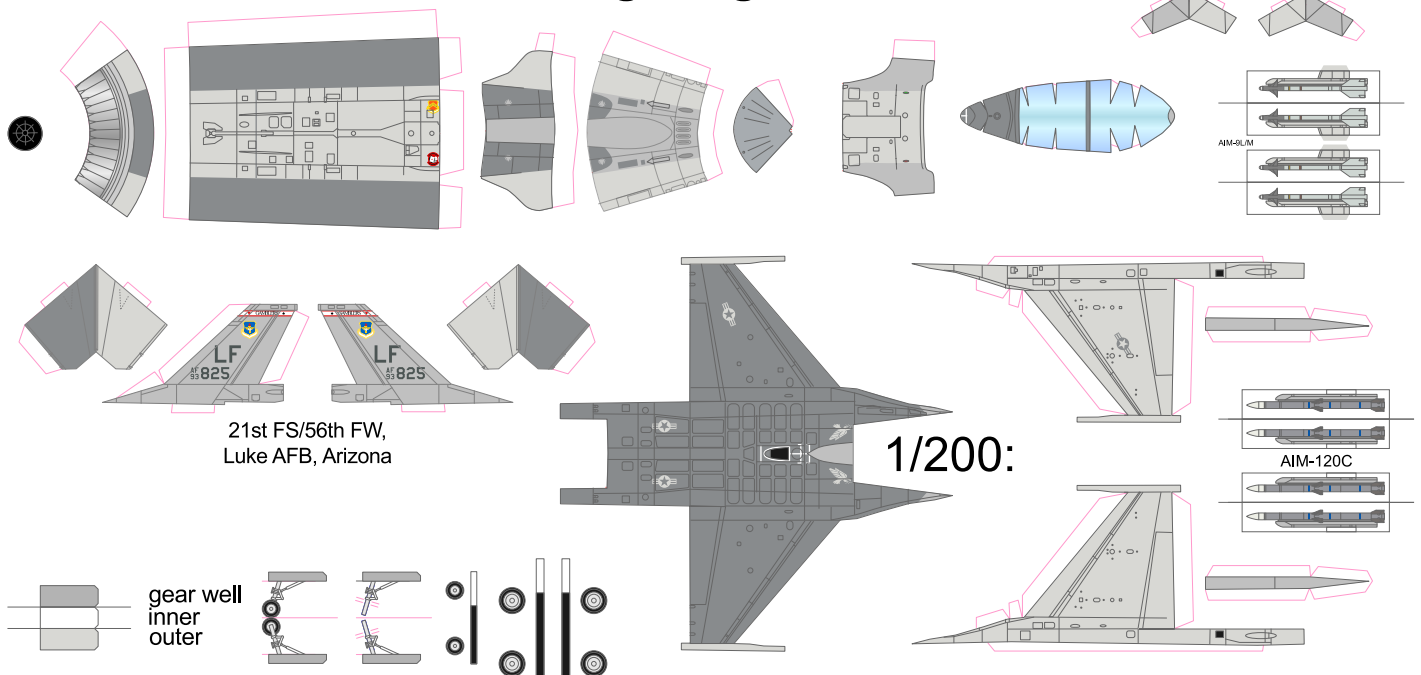 AIM-9L/M
LF
AF
93 825
LF
AF
93 825
21st FS/56th FW,
Luke AFB, Arizona
1/200:
AIM-120C
gear well
inner
outer